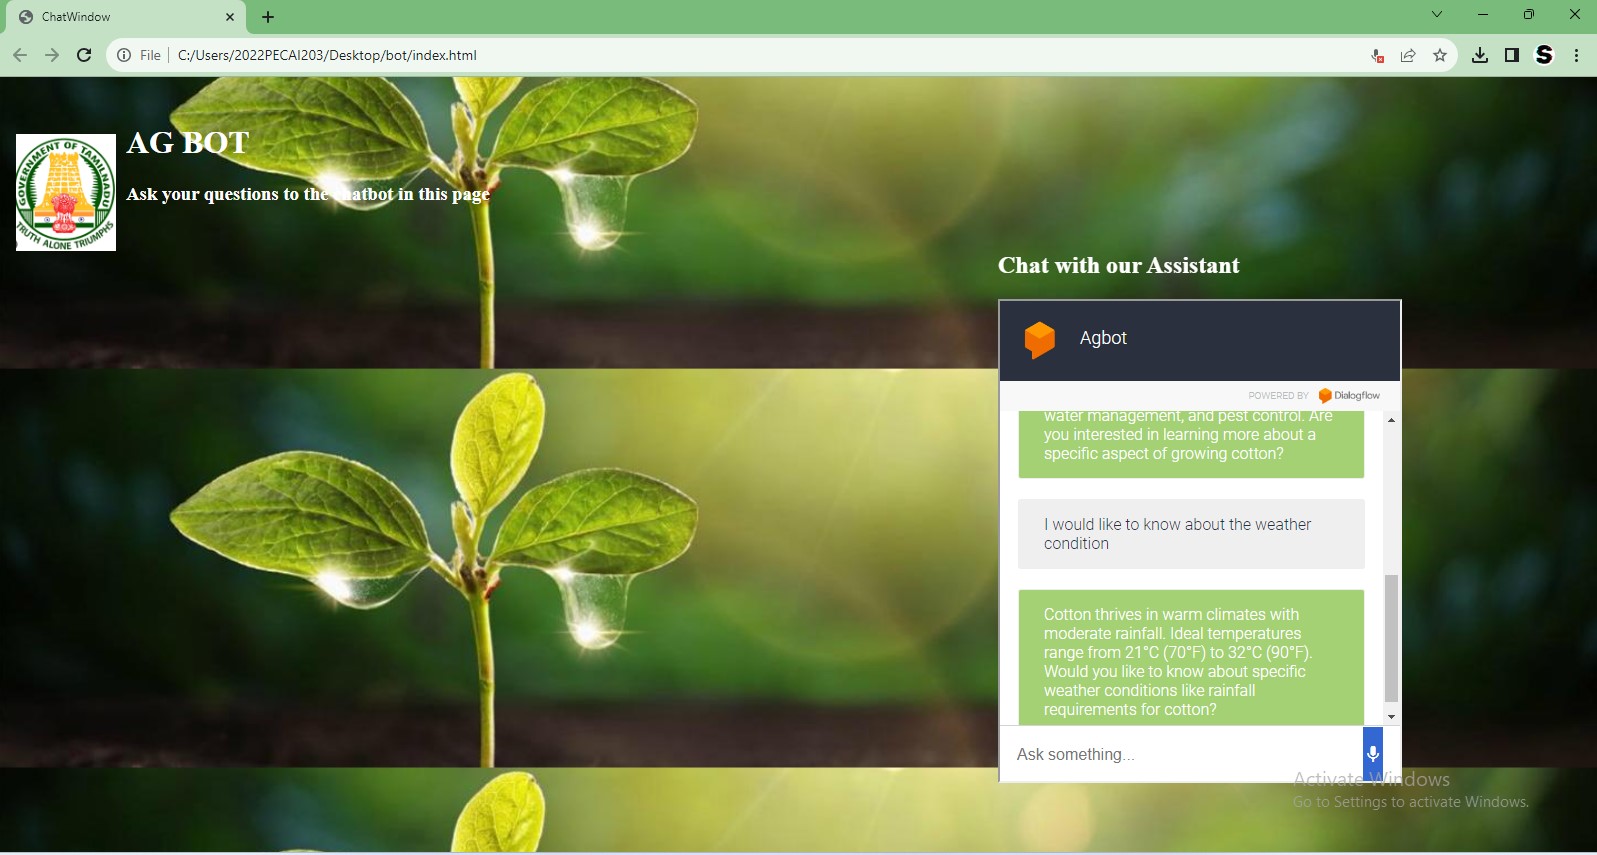 ChatWindow
File
C:/Users/2022PECAI203/Desktop/bot/index.html
S
GOVERNMENT OF TAMILNADU
TRUTH ALONE TRIUMPHS
AG BOT
Ask your questions to the chatbot in this page
Chat with our Assistant
Agbot
POWERED BY Dialogflow
water management, and pest control. Are
you interested in learning more about a
specific aspect of growing cotton?
I would like to know about the weather
condition
Cotton thrives in warm climates with
moderate rainfall. Ideal temperatures
range from 21°C (70°F) to 32°C (90°F).
Would you like to know about specific
weather conditions like rainfall
requirements for cotton?
Ask something...
Activate Windows
Go to Settings to activate Windows.